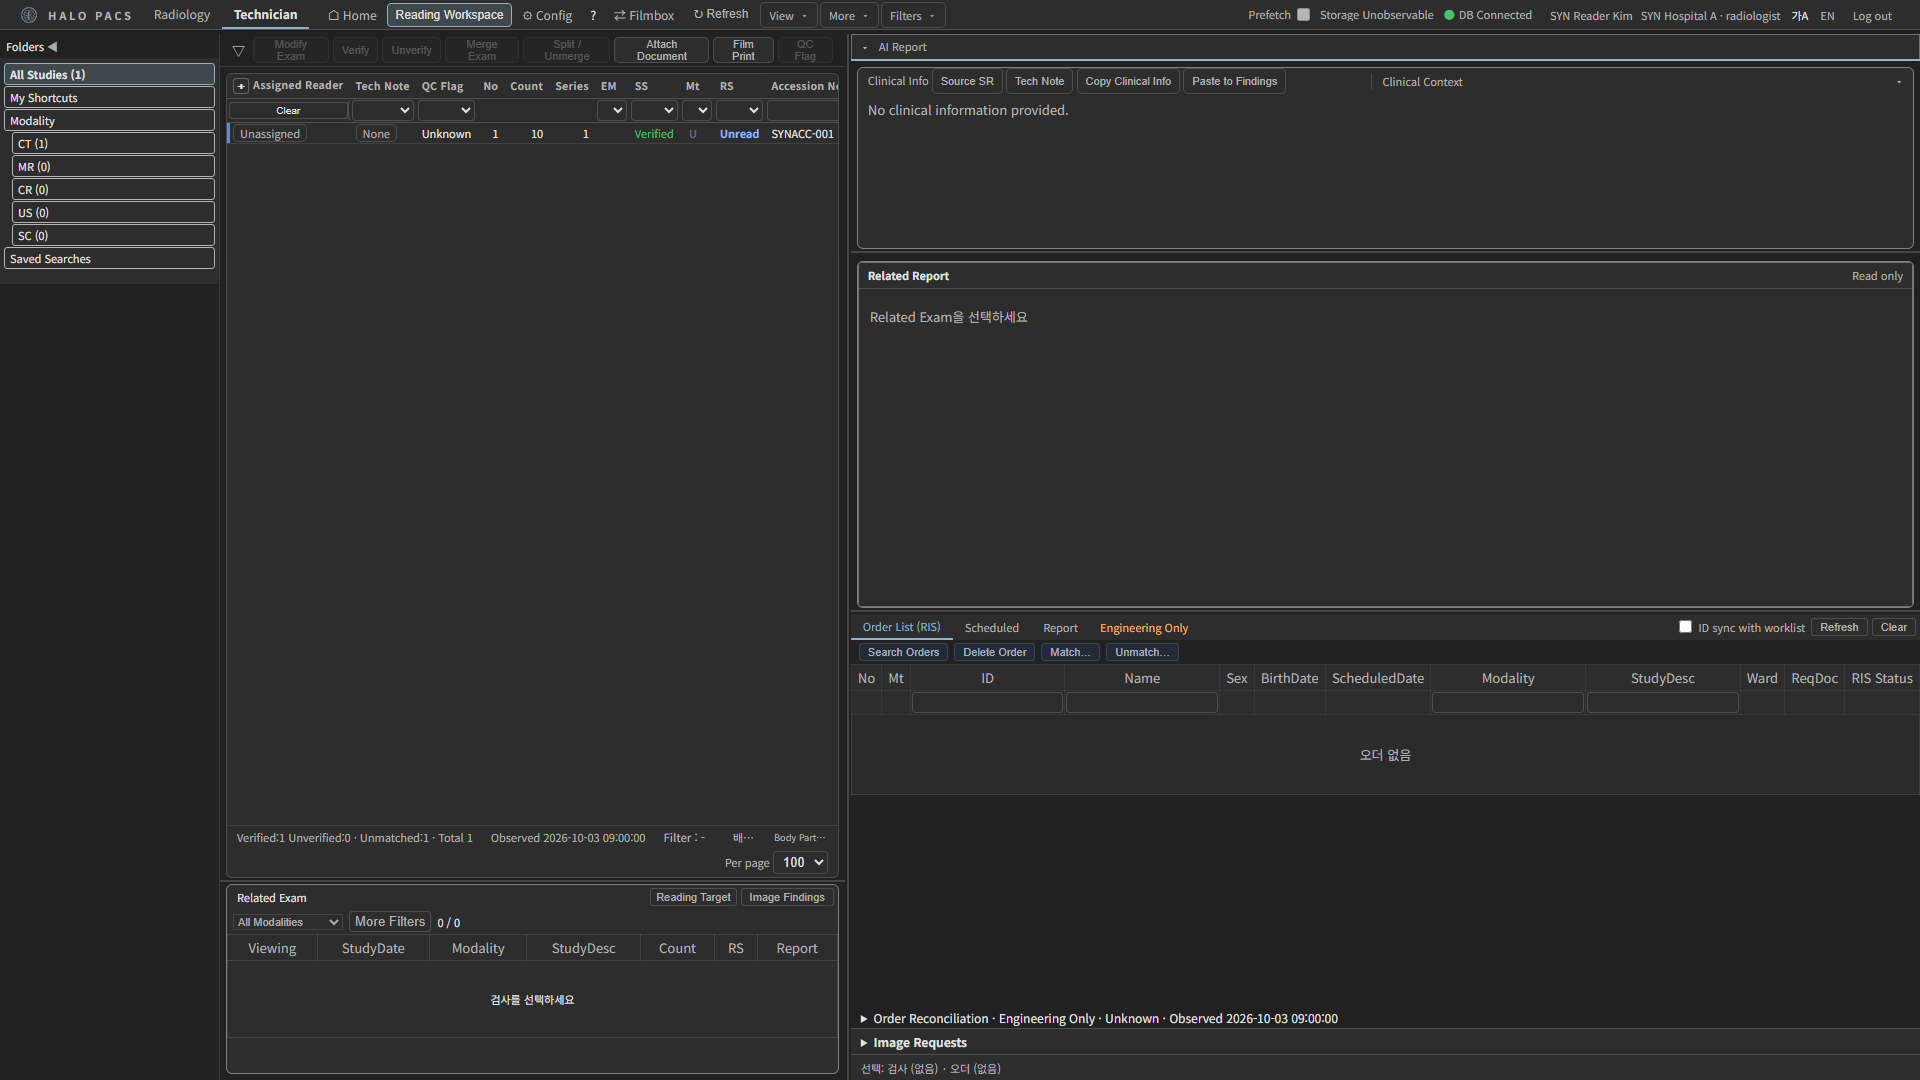 HALO PACS Radiology Technician Home Reading Workspace Config ? Filmbox Refresh View More Filters Prefetch Storage Unobservable DB Connected SYN Reader Kim SYN Hospital A · radiologist 가A EN Log out
Folders
All Studies (1)
My Shortcuts
Modality
CT (1)
MR (0)
CR (0)
US (0)
SC (0)
Saved Searches
Modify Exam Verify Unverify Merge Exam Split / Unmerge Attach Document Film Print QC Flag
Assigned Reader Tech Note QC Flag No Count Series EM SS Mt RS Accession N
Clear
Unassigned None Unknown 1 10 1 Verified U Unread SYNACC-001
Verified:1 Unverified:0 · Unmatched:1 · Total 1 Observed 2026-10-03 09:00:00 Filter : - 배… Body Part…
Per page 100
Related Exam Reading Target Image Findings
All Modalities More Filters 0 / 0
Viewing StudyDate Modality StudyDesc Count RS Report
검사를 선택하세요
AI Report
Clinical Info Source SR Tech Note Copy Clinical Info Paste to Findings Clinical Context
No clinical information provided.
Related Report Read only
Related Exam을 선택하세요
Order List (RIS) Scheduled Report Engineering Only ID sync with worklist Refresh Clear
Search Orders Delete Order Match... Unmatch...
No Mt ID Name Sex BirthDate ScheduledDate Modality StudyDesc Ward ReqDoc RIS Status
오더 없음
Order Reconciliation · Engineering Only · Unknown · Observed 2026-10-03 09:00:00
Image Requests
선택: 검사 (없음) · 오더 (없음)